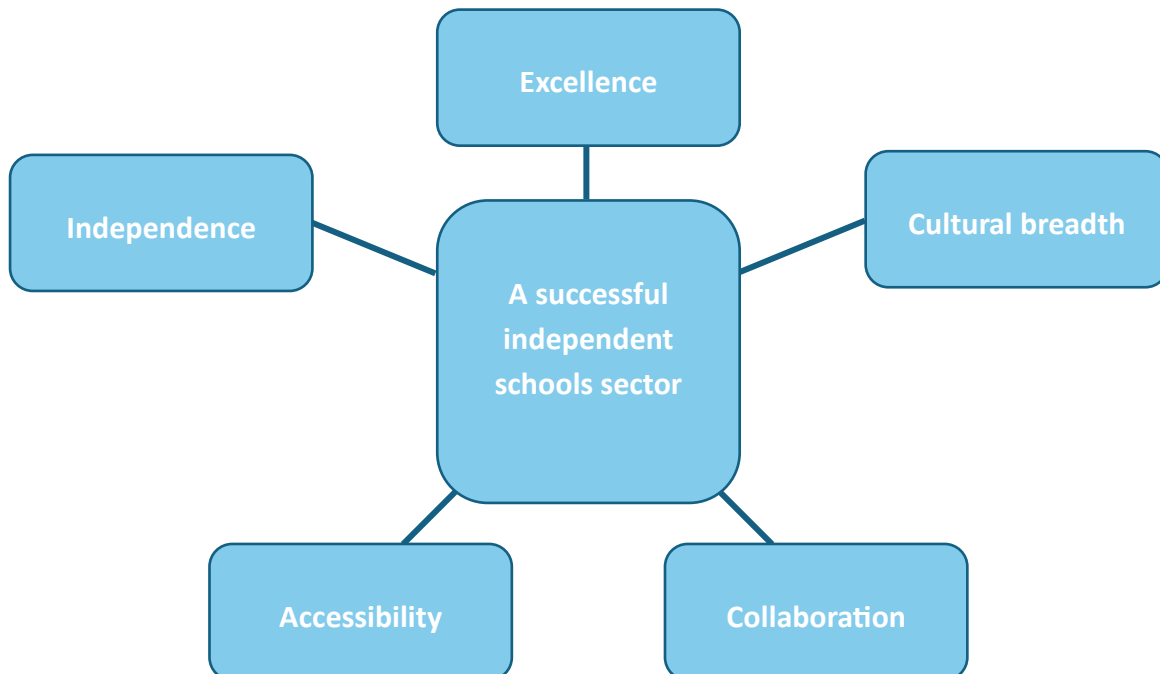 Excellence
Independence
Cultural breadth
A successful
independent
schools sector
Accessibility
Collaboration